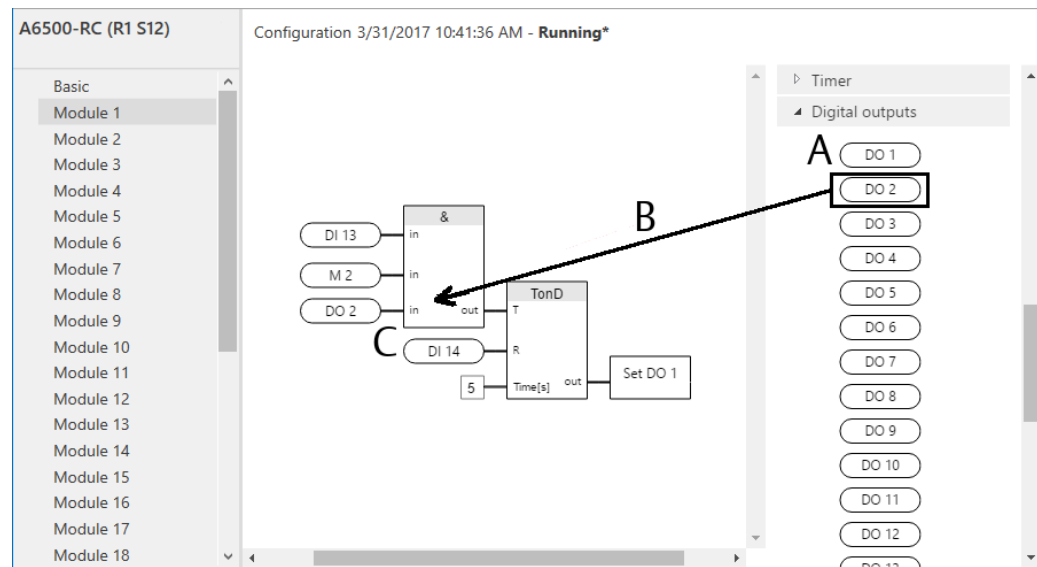 A6500-RC (R1 S12)
Configuration 3/31/2017 10:41:36 AM - Running*
Basic
Module 1
Module 2
Module 3
Module 4
Module 5
Module 6
Module 7
Module 8
Module 9
Module 10
Module 11
Module 12
Module 13
Module 14
Module 15
Module 16
Module 17
Module 18
&
DI 13
in
M 2
in
DO 2
in
out
C
TonD
T
DI 14
R
5
Time[s]
out
Set DO 1
B
Timer
Digital outputs
A
DO 1
DO 2
DO 3
DO 4
DO 5
DO 6
DO 7
DO 8
DO 9
DO 10
DO 11
DO 12